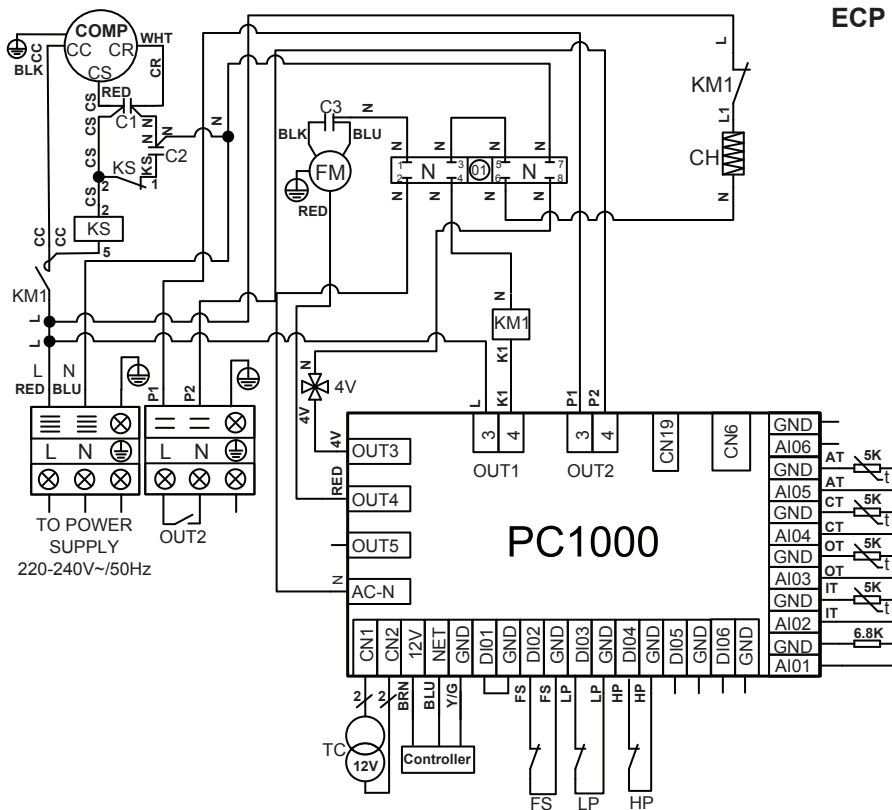 ECP
COMP
CC CR
CS
WHT
CC
BLK
CR
RED
CS
CS
C1
N
N
N
N
C2
CS
KS
KS
2
1
CS
2
KS
5
CC
CC
KM1
L
L
L N
RED BLU
P1
P2
L N
L N
TO POWER
SUPPLY
220-240V~/50Hz
OUT2
C3
N
BLK
BLU
FM
RED
N
N
N
N
1
3
5
7
N
01
N
2
4
6
8
N
N
N
N
L
KM1
L1
CH
N
N
KM1
K1
N
4V
4V
L
K1
P1
P2
3
4
3
4
OUT1
OUT2
CN19
CN6
4V
OUT3
RED
OUT4
OUT5
N
AC-N
PC1000
GND
AI06
GND
AI05
GND
AI04
GND
AI03
GND
AI02
GND
AI01
AT
5K
t
AT
CT
5K
t
CT
OT
5K
t
OT
IT
5K
t
IT
6.8K
CN1
CN2
12V
NET
GND
DI01
GND
DI02
GND
DI03
GND
DI04
GND
DI05
GND
DI06
GND
2
2
BRN
BLU
Y/G
FS
FS
LP
LP
HP
HP
TC
12V
Controller
FS
LP
HP